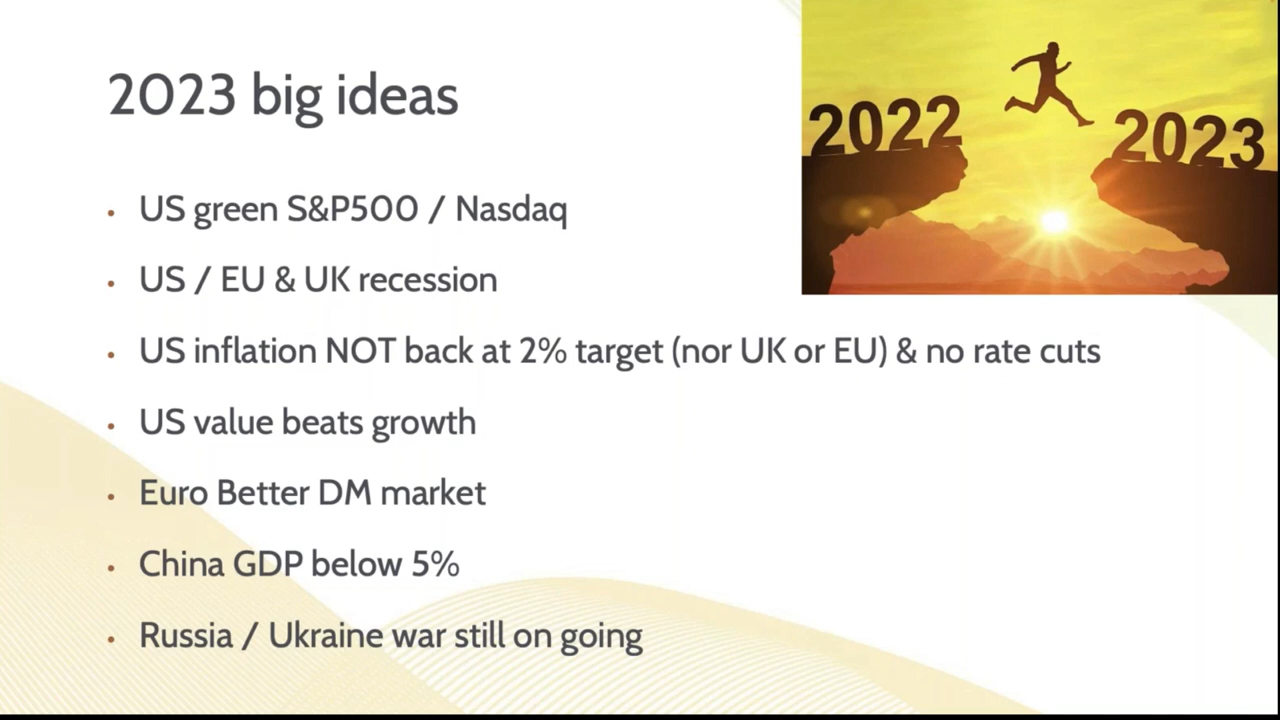 2023 big ideas
2022
2023
• US green S&P500 / Nasdaq
• US / EU & UK recession
• US inflation NOT back at 2% target (nor UK or EU) & no rate cuts
• US value beats growth
• Euro Better DM market
• China GDP below 5%
• Russia / Ukraine war still on going